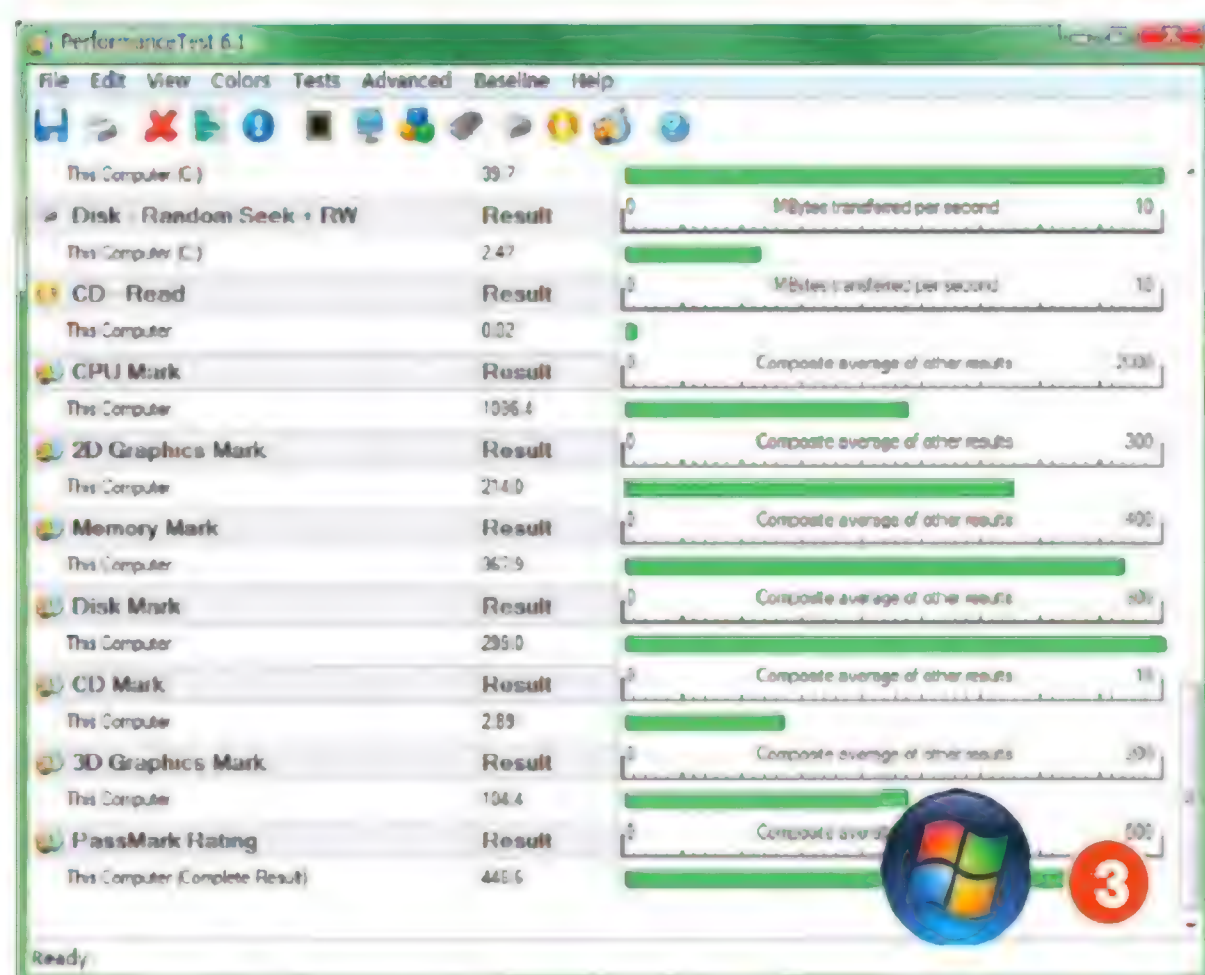 PerformanceTest 6.1
File Edit View Colors Tests Advanced Baseline Help
This Computer (C:) 39.7
Disk - Random Seek + RW Result 0 MBytes transferred per second 10
This Computer (C:) 2.47
CD - Read Result 0 MBytes transferred per second 10
This Computer 0.02
CPU Mark Result 0 Composite average of other results 2000
This Computer 1036.4
2D Graphics Mark Result 0 Composite average of other results 300
This Computer 214.0
Memory Mark Result 0 Composite average of other results 400
This Computer 367.9
Disk Mark Result 0 Composite average of other results
This Computer
CD Mark Result 0 Composite average of other results 10
This Computer 2.89
3D Graphics Mark Result 0 Composite average of other results 200
This Computer 104.4
PassMark Rating Result 0 Composite
This Computer (Complete Result)
3
Ready